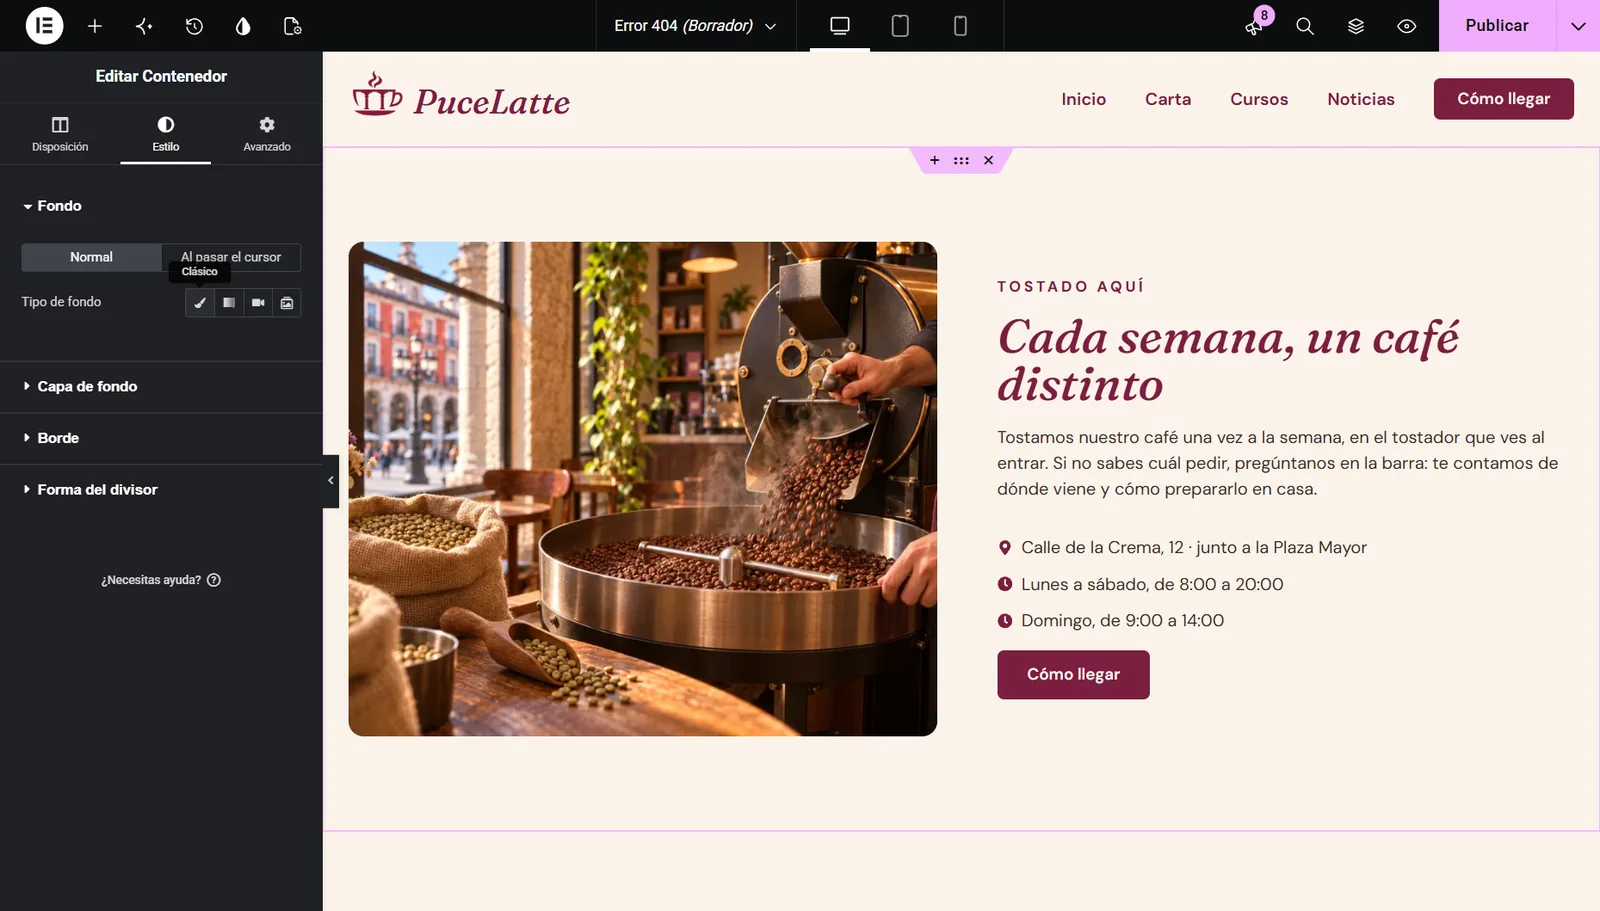 Error 404 (Borrador)
8
Publicar
Editar Contenedor
Disposición
Estilo
Avanzado
Fondo
Normal
Al pasar el cursor
Clásico
Tipo de fondo
Capa de fondo
Borde
Forma del divisor
¿Necesitas ayuda?
PuceLatte
Inicio
Carta
Cursos
Noticias
Cómo llegar
TOSTADO AQUÍ
Cada semana, un café
distinto
Tostamos nuestro café una vez a la semana, en el tostador que ves al
entrar. Si no sabes cuál pedir, pregúntanos en la barra: te contamos de
dónde viene y cómo prepararlo en casa.
Calle de la Crema, 12 · junto a la Plaza Mayor
Lunes a sábado, de 8:00 a 20:00
Domingo, de 9:00 a 14:00
Cómo llegar